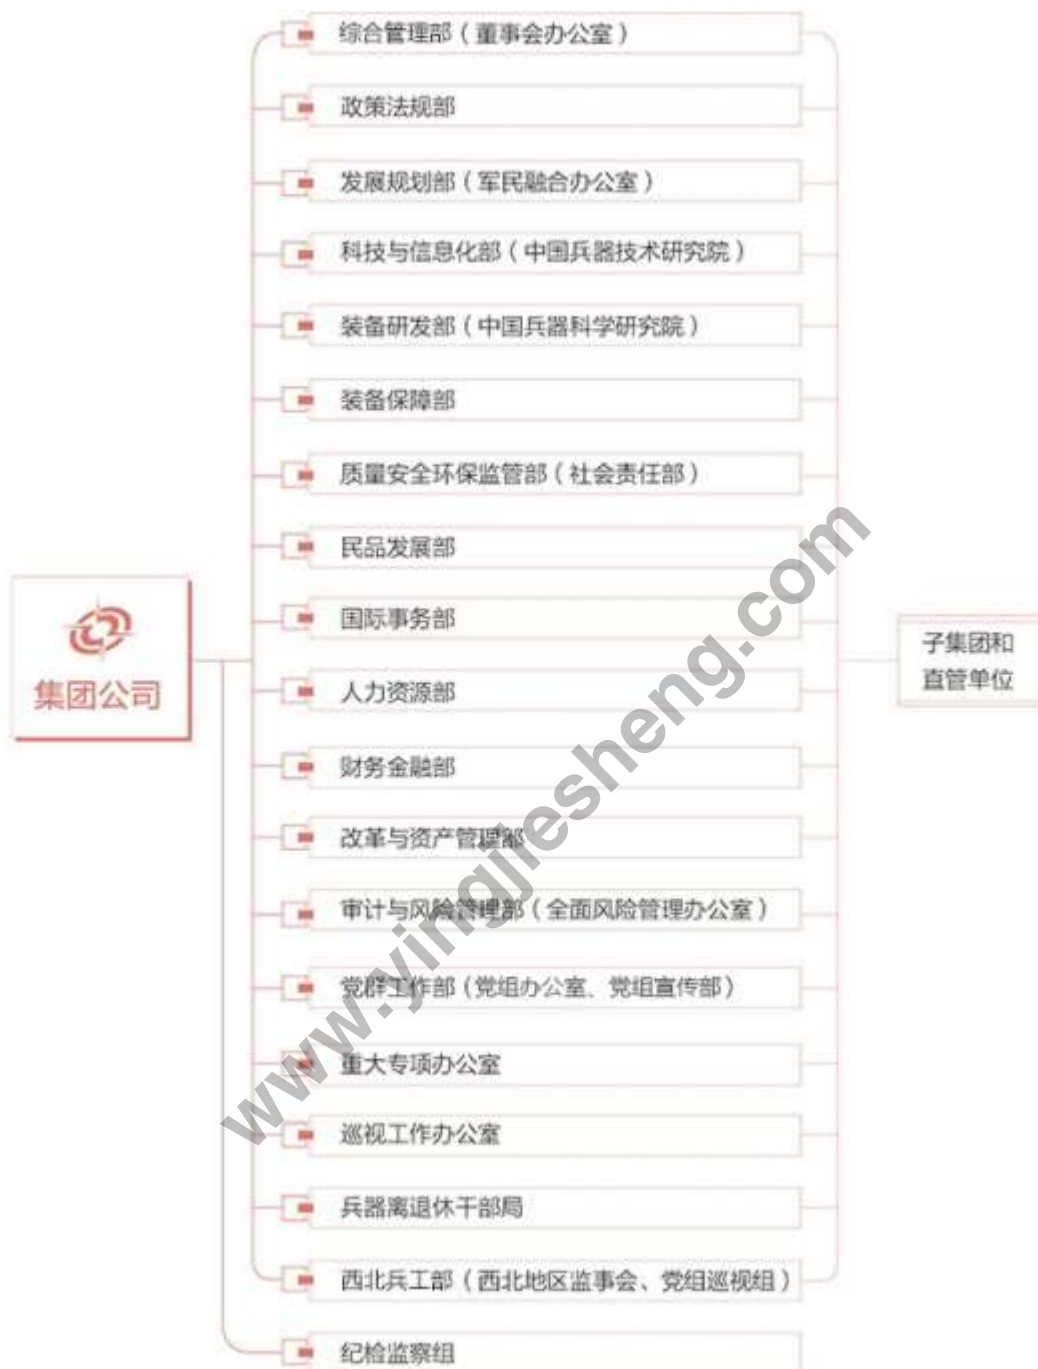 综合管理部（董事会办公室）
政策法规部
发展规划部（军民融合办公室）
科技与信息化部（中国兵器技术研究院）
装备研发部（中国兵器科学研究院）
装备保障部
质量安全环保监管部（社会责任部）
民品发展部
国际事务部
人力资源部
财务金融部
改革与资产管理部
审计与风险管理部（全面风险管理办公室）
党群工作部（党组办公室、党组宣传部）
重大专项办公室
巡视工作办公室
兵器离退休干部局
西北兵工部（西北地区监事会、党组巡视组）
纪检监察组
集团公司
子集团和
直管单位
www.yingjiesheng.com